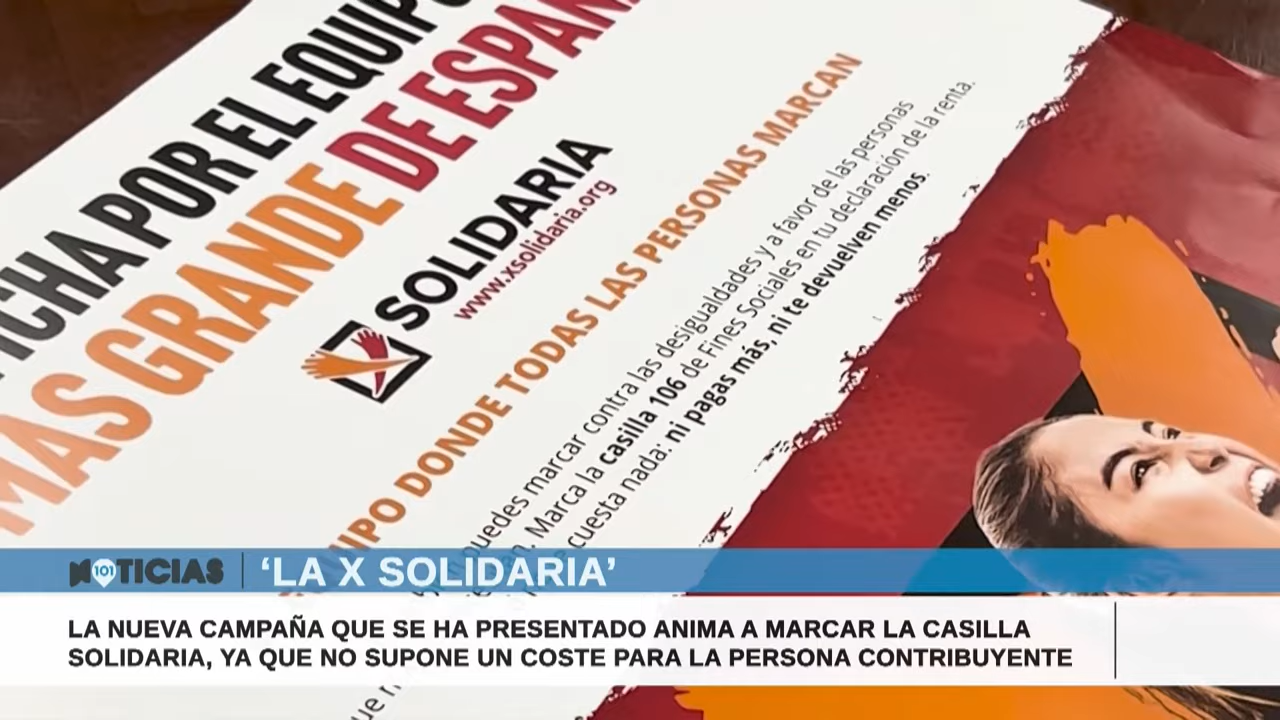 POR EL EQUIPO
MÁS GRANDE DE ESPAÑA
SOLIDARIA
www.xsolidaria.org
DONDE TODAS LAS PERSONAS MARCAN
puedes marcar contra las desigualdades y a favor de las personas
Marca la casilla 106 de Fines Sociales en tu declaración de la renta.
cuesta nada: ni pagas más, ni te devuelven menos.
NOTICIAS
101
‘LA X SOLIDARIA’
LA NUEVA CAMPAÑA QUE SE HA PRESENTADO ANIMA A MARCAR LA CASILLA
SOLIDARIA, YA QUE NO SUPONE UN COSTE PARA LA PERSONA CONTRIBUYENTE